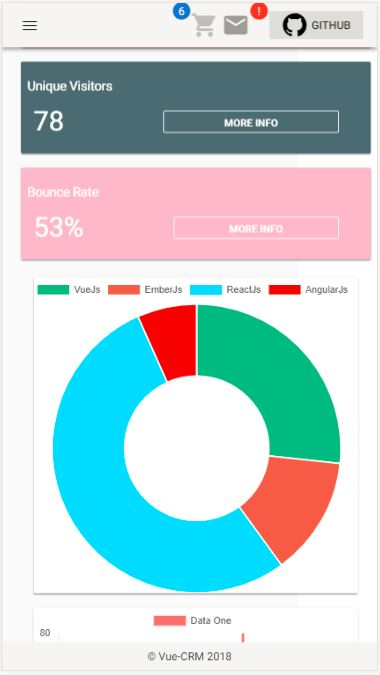 6
!
GITHUB
Unique Visitors
78
MORE INFO
Bounce Rate
53%
MORE INFO
VueJs EmberJs ReactJs AngularJs
Data One
80
© Vue-CRM 2018